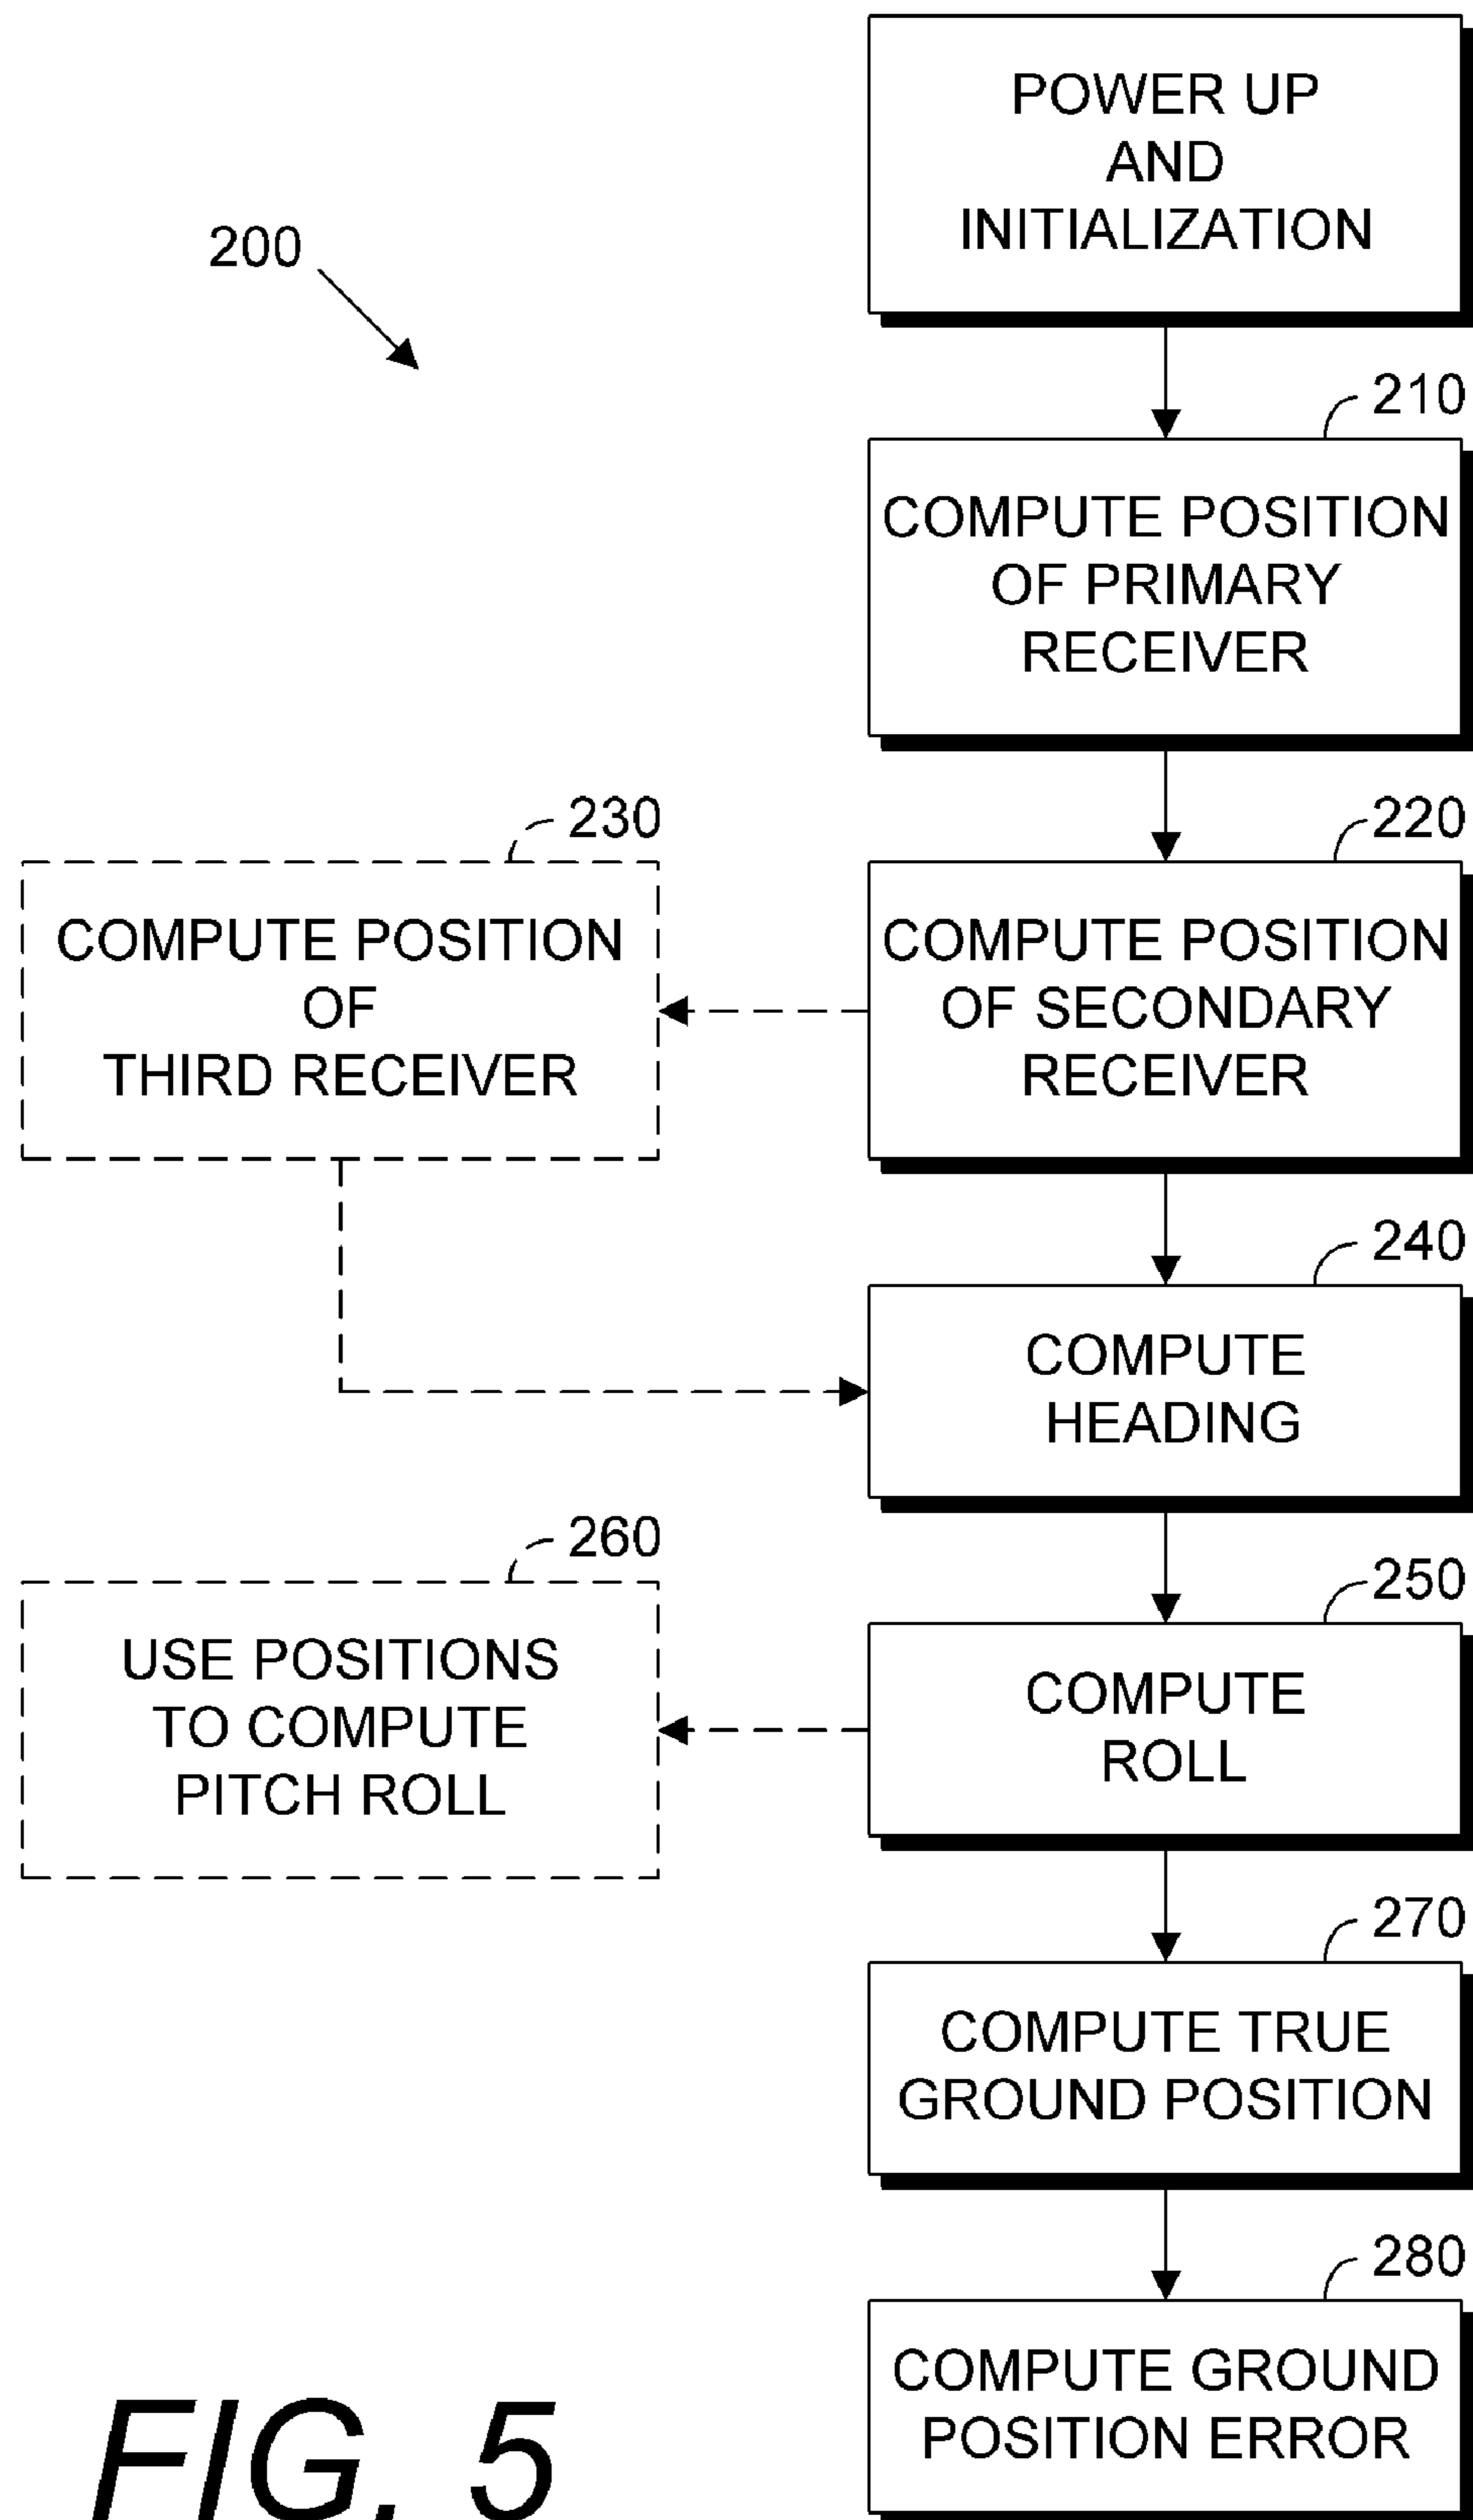 POWER UP
AND
INITIALIZATION
200
210
COMPUTE POSITION
OF PRIMARY
RECEIVER
230
COMPUTE POSITION
OF
THIRD RECEIVER
220
COMPUTE POSITION
OF SECONDARY
RECEIVER
240
COMPUTE
HEADING
260
USE POSITIONS
TO COMPUTE
PITCH ROLL
250
COMPUTE
ROLL
270
COMPUTE TRUE
GROUND POSITION
280
COMPUTE GROUND
POSITION ERROR
FIG. 5